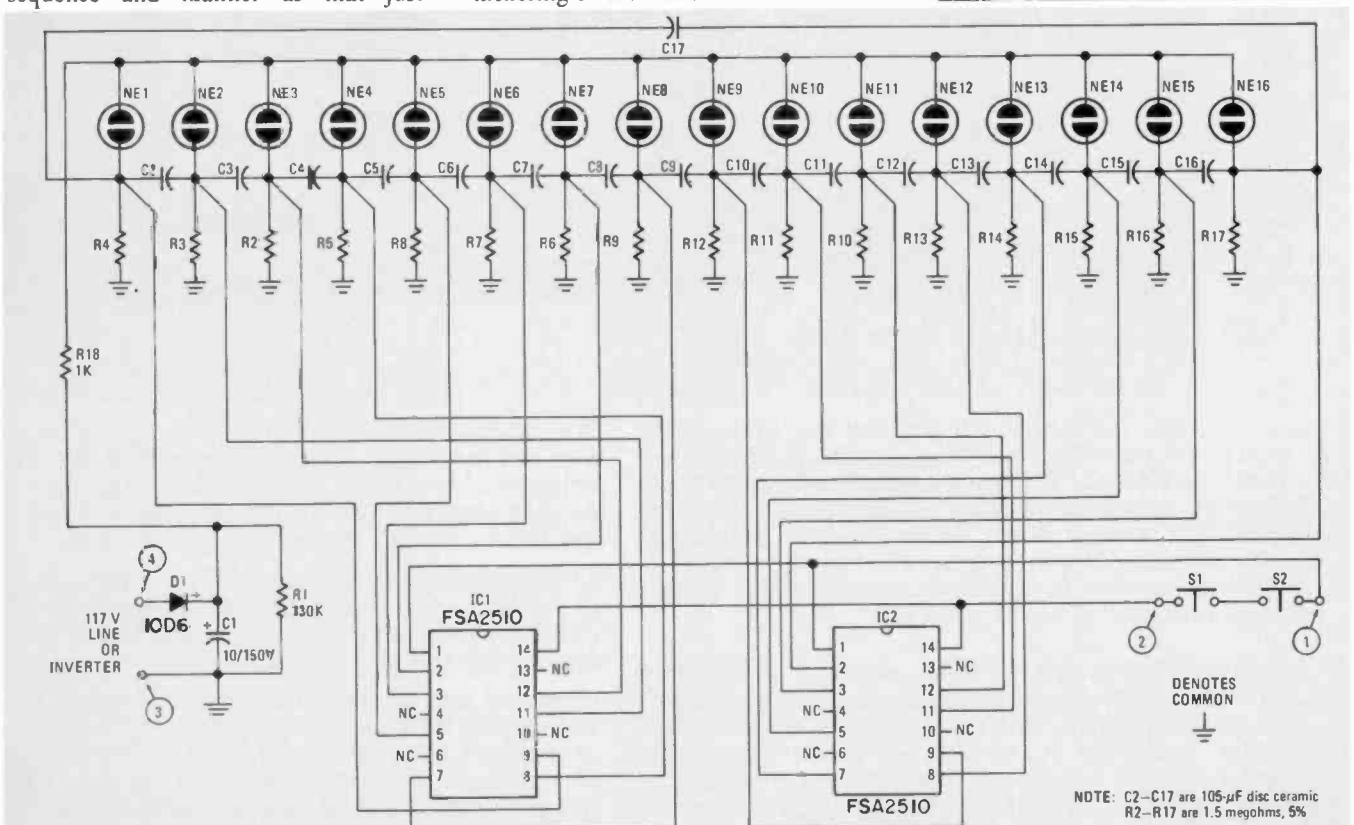 sequence and manner as that just
C17
NE1 NE2 NE3 NE4 NE5 NE6 NE7 NE8 NE9 NE10 NE11 NE12 NE13 NE14 NE15 NE16
C2 C3 C4 C5 C6 C7 C8 C9 C10 C11 C12 C13 C14 C15 C16
R4 R3 R2 R5 R8 R7 R6 R9 R12 R11 R10 R13 R14 R15 R16 R17
R18
1K
4
D1
10D6
117 V
LINE
OR
INVERTER
3
+ C1
10/150V
R1
130K
IC1
FSA2510
1
2
3
NC 4
5
NC 6
7
14
13 NC
12
11
10 NC
9
8
IC2
1
2
3
NC 4
5
NC 6
7
14
13 NC
12
11
10 NC
9
8
FSA2510
S1 S2
2
1
DENOTES
COMMON
NOTE: C2–C17 are 105-µF disc ceramic
R2–R17 are 1.5 megohms, 5%